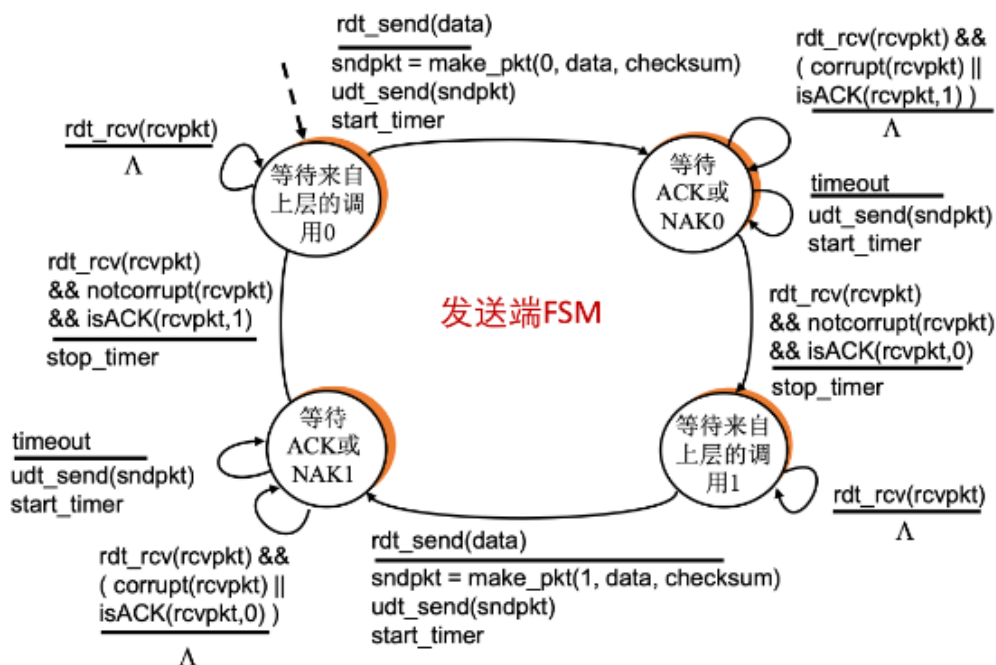 rdt_send(data)
sndpkt = make_pkt(0, data, checksum)
udt_send(sndpkt)
start_timer
rdt_rcv(rcvpkt) &&
( corrupt(rcvpkt) ||
isACK(rcvpkt,1) )
Λ
rdt_rcv(rcvpkt)
Λ
等待来自
上层的调
用0
等待
ACK或
NAK0
timeout
udt_send(sndpkt)
start_timer
rdt_rcv(rcvpkt)
&& notcorrupt(rcvpkt)
&& isACK(rcvpkt,1)
stop_timer
发送端FSM
rdt_rcv(rcvpkt)
&& notcorrupt(rcvpkt)
&& isACK(rcvpkt,0)
stop_timer
timeout
udt_send(sndpkt)
start_timer
等待
ACK或
NAK1
等待来自
上层的调
用1
rdt_rcv(rcvpkt)
Λ
rdt_rcv(rcvpkt) &&
( corrupt(rcvpkt) ||
isACK(rcvpkt,0) )
Λ
rdt_send(data)
sndpkt = make_pkt(1, data, checksum)
udt_send(sndpkt)
start_timer